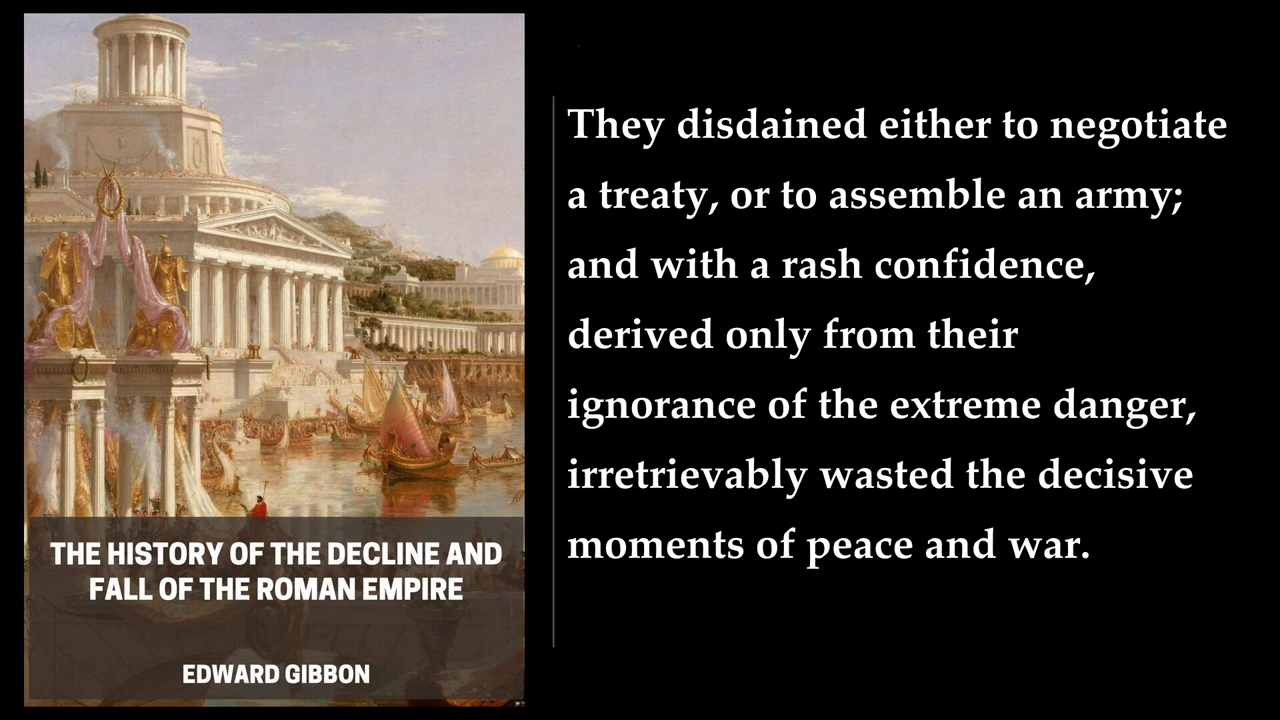 THE HISTORY OF THE DECLINE AND
FALL OF THE ROMAN EMPIRE
EDWARD GIBBON
They disdained either to negotiate
a treaty, or to assemble an army;
and with a rash confidence,
derived only from their
ignorance of the extreme danger,
irretrievably wasted the decisive
moments of peace and war.